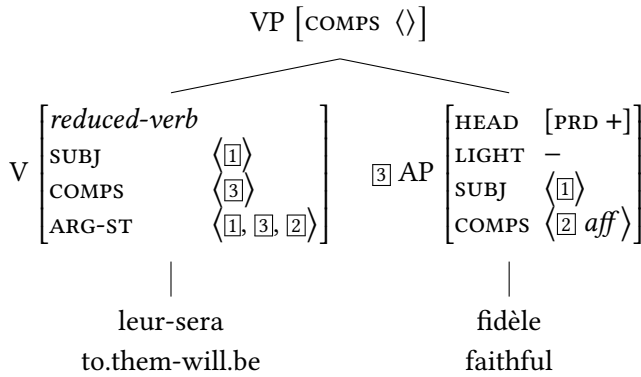 VP [COMPS ⟨⟩]
V [reduced-verb
SUBJ ⟨[1]⟩
COMPS ⟨[3]⟩
ARG-ST ⟨[1], [3], [2]⟩]
[3] AP [HEAD [PRD +]
LIGHT –
SUBJ ⟨[1]⟩
COMPS ⟨[2] aff⟩]
leur-sera
to.them-will.be
fidèle
faithful